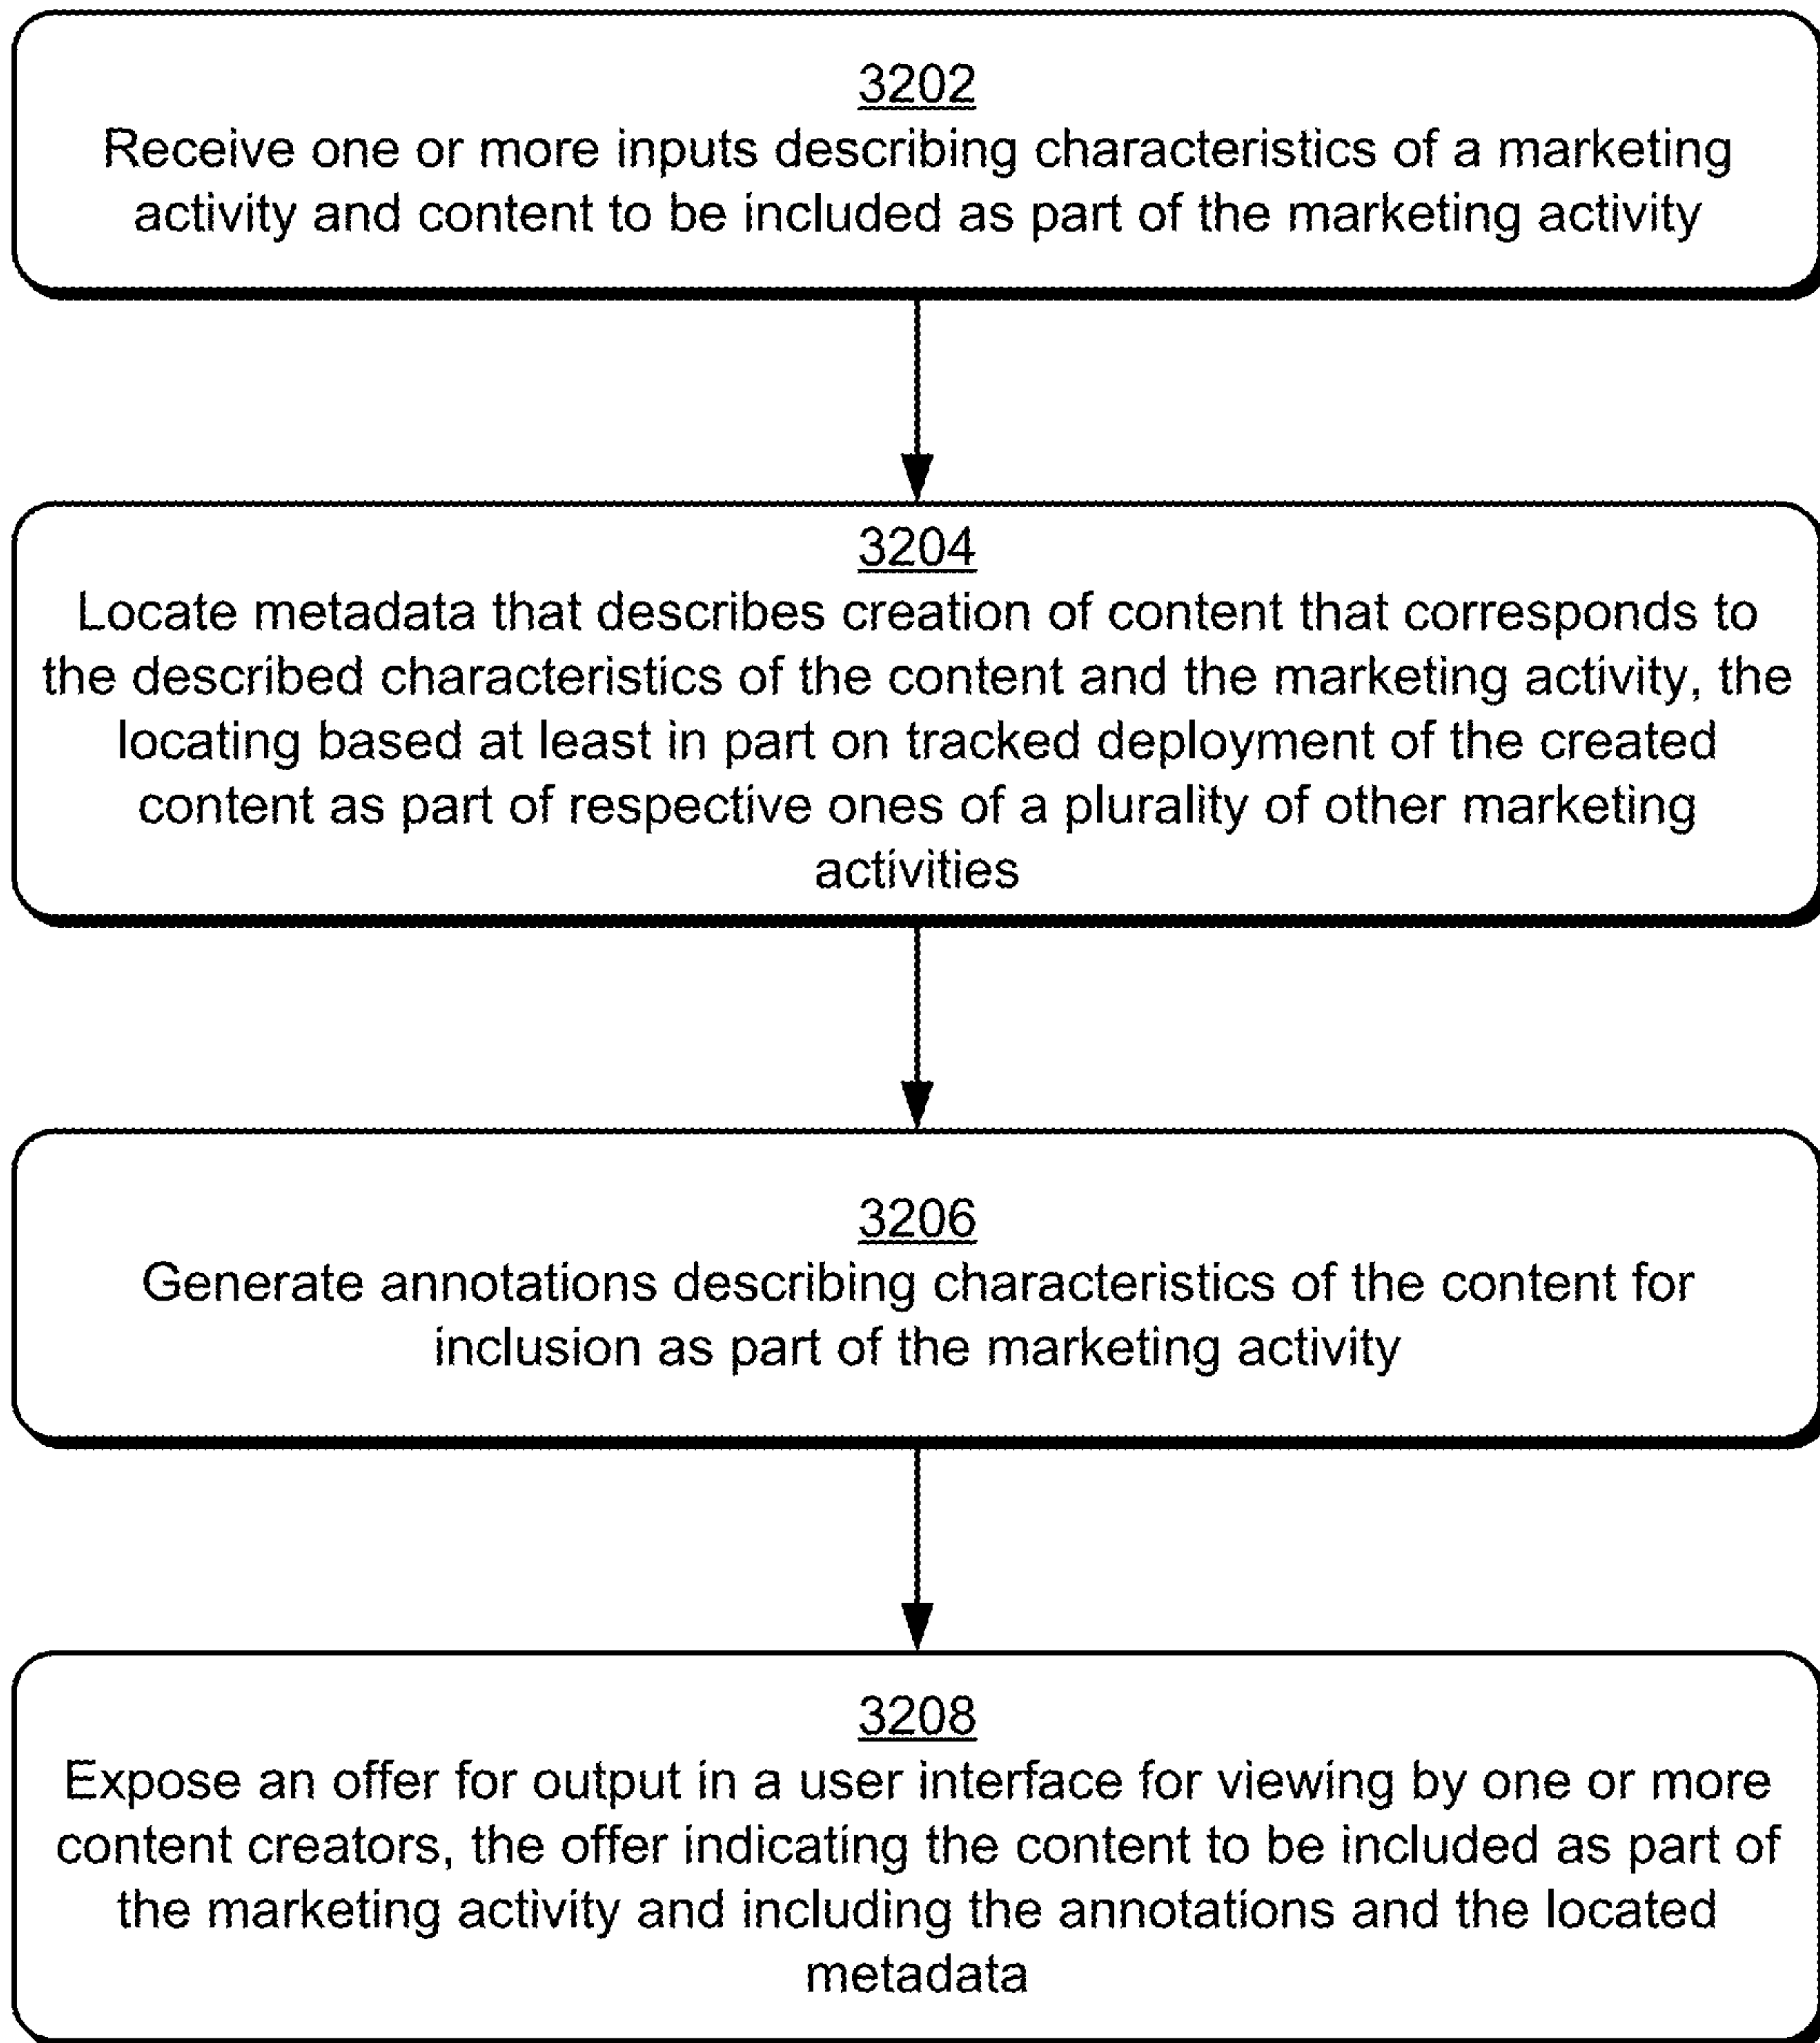 3202
Receive one or more inputs describing characteristics of a marketing
activity and content to be included as part of the marketing activity
3204
Locate metadata that describes creation of content that corresponds to
the described characteristics of the content and the marketing activity, the
locating based at least in part on tracked deployment of the created
content as part of respective ones of a plurality of other marketing
activities
3206
Generate annotations describing characteristics of the content for
inclusion as part of the marketing activity
3208
Expose an offer for output in a user interface for viewing by one or more
content creators, the offer indicating the content to be included as part of
the marketing activity and including the annotations and the located
metadata